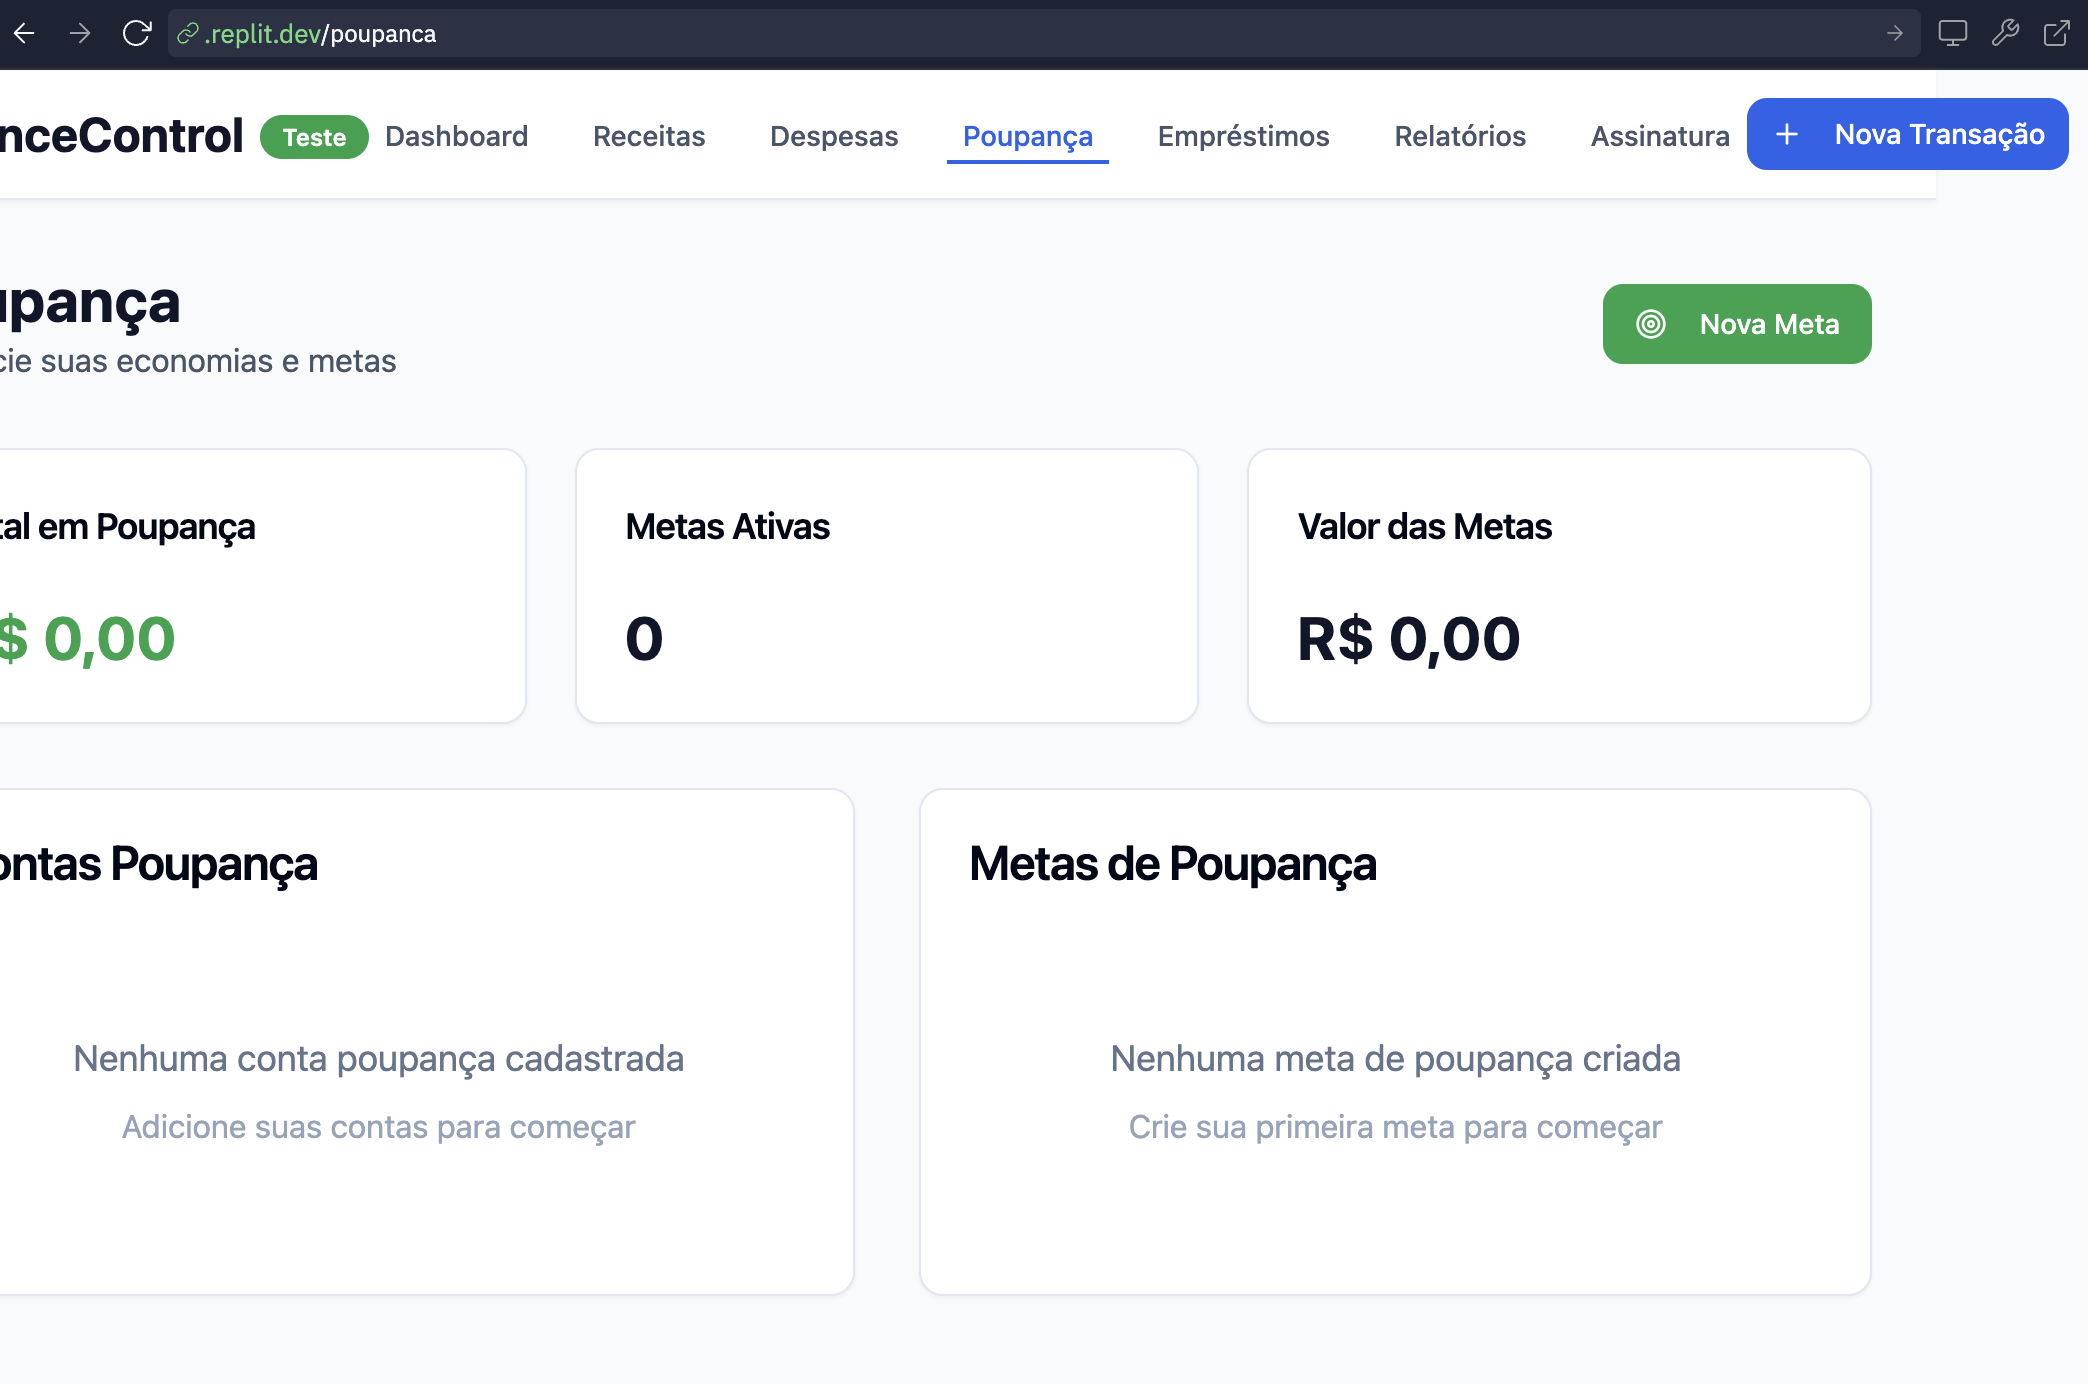 .replit.dev/poupanca
nceControl Teste Dashboard Receitas Despesas Poupança Empréstimos Relatórios Assinatura + Nova Transação
upança
cie suas economias e metas
Nova Meta
tal em Poupança
$ 0,00
Metas Ativas
0
Valor das Metas
R$ 0,00
ontas Poupança
Nenhuma conta poupança cadastrada
Adicione suas contas para começar
Metas de Poupança
Nenhuma meta de poupança criada
Crie sua primeira meta para começar